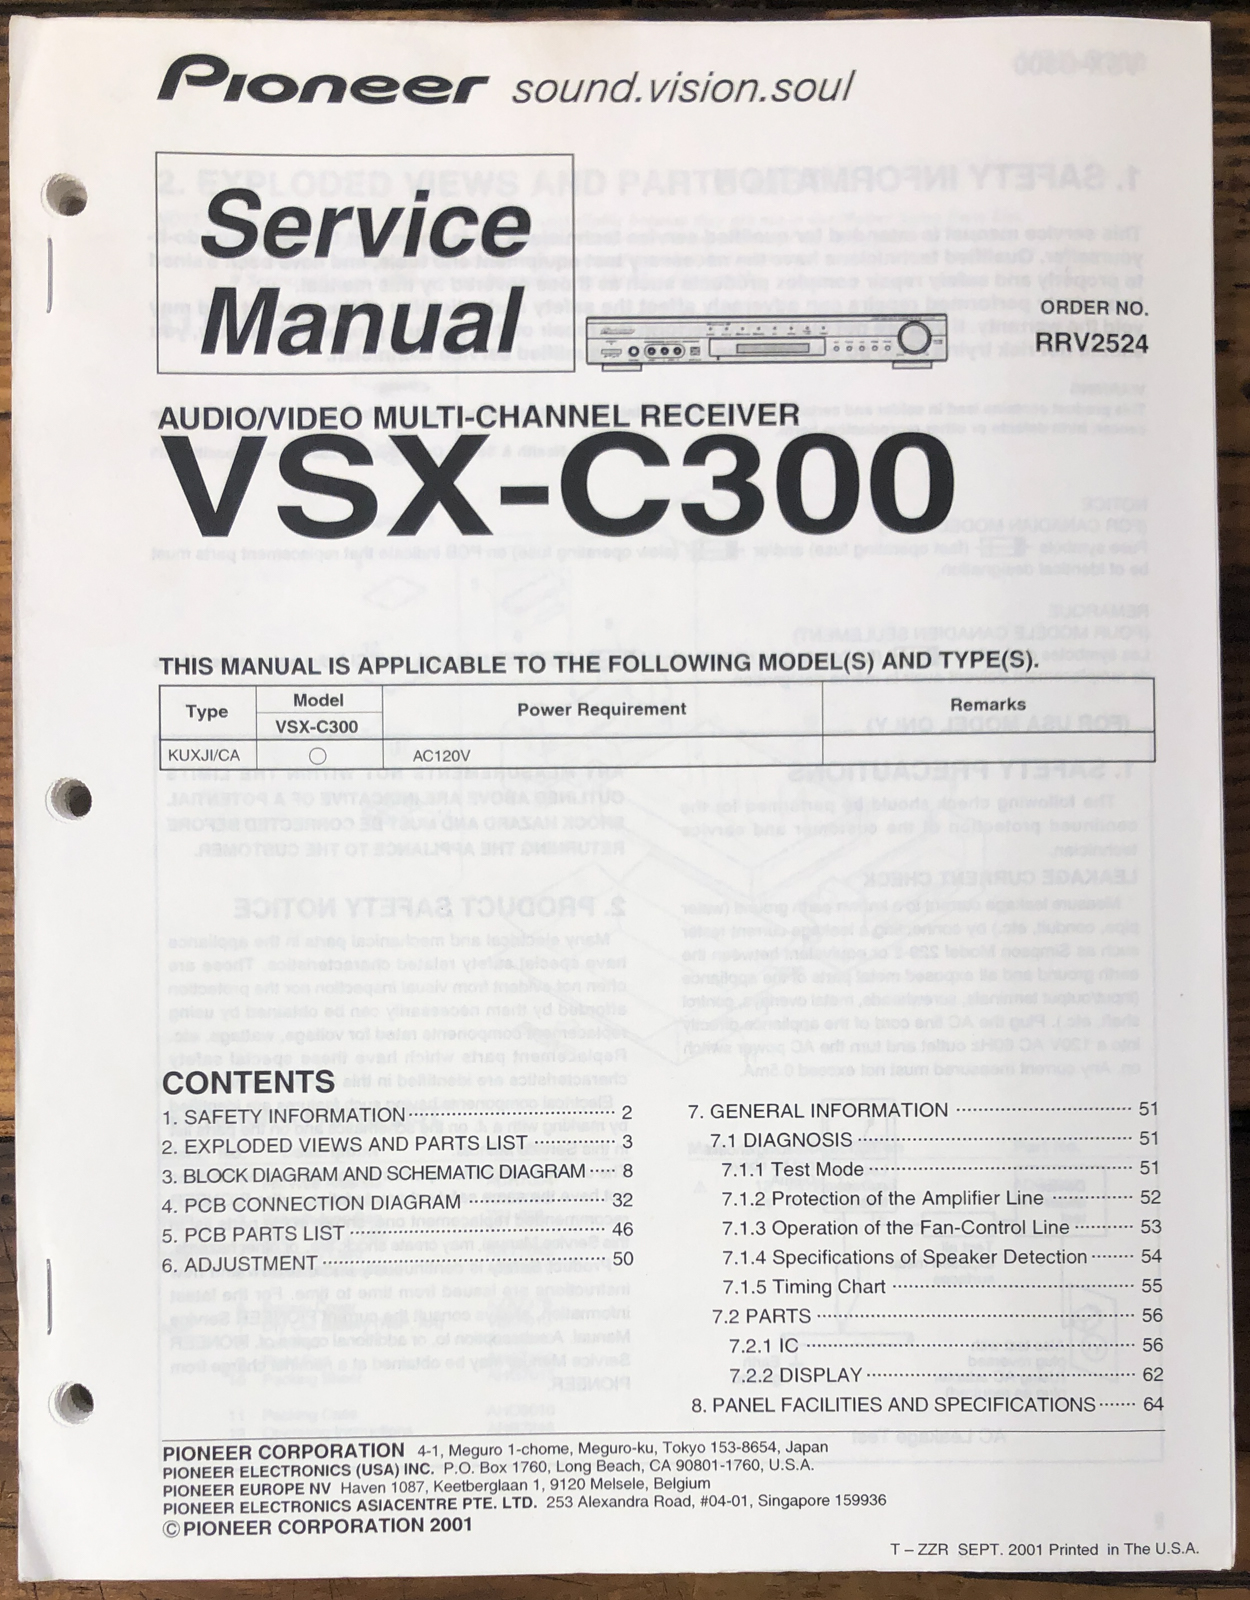 Pioneer sound.vision.soul
Service
Manual
ORDER NO.
RRV2524
AUDIO/VIDEO MULTI-CHANNEL RECEIVER
VSX-C300
THIS MANUAL IS APPLICABLE TO THE FOLLOWING MODEL(S) AND TYPE(S).
Type Model Power Requirement Remarks
VSX-C300
KUXJI/CA ○ AC120V
CONTENTS
1. SAFETY INFORMATION 2
2. EXPLODED VIEWS AND PARTS LIST 3
3. BLOCK DIAGRAM AND SCHEMATIC DIAGRAM 8
4. PCB CONNECTION DIAGRAM 32
5. PCB PARTS LIST 46
6. ADJUSTMENT 50
7. GENERAL INFORMATION 51
7.1 DIAGNOSIS 51
7.1.1 Test Mode 51
7.1.2 Protection of the Amplifier Line 52
7.1.3 Operation of the Fan-Control Line 53
7.1.4 Specifications of Speaker Detection 54
7.1.5 Timing Chart 55
7.2 PARTS 56
7.2.1 IC 56
7.2.2 DISPLAY 62
8. PANEL FACILITIES AND SPECIFICATIONS 64
PIONEER CORPORATION 4-1, Meguro 1-chome, Meguro-ku, Tokyo 153-8654, Japan
PIONEER ELECTRONICS (USA) INC. P.O. Box 1760, Long Beach, CA 90801-1760, U.S.A.
PIONEER EUROPE NV Haven 1087, Keetberglaan 1, 9120 Melsele, Belgium
PIONEER ELECTRONICS ASIACENTRE PTE. LTD. 253 Alexandra Road, #04-01, Singapore 159936
©PIONEER CORPORATION 2001
T – ZZR SEPT. 2001 Printed in The U.S.A.